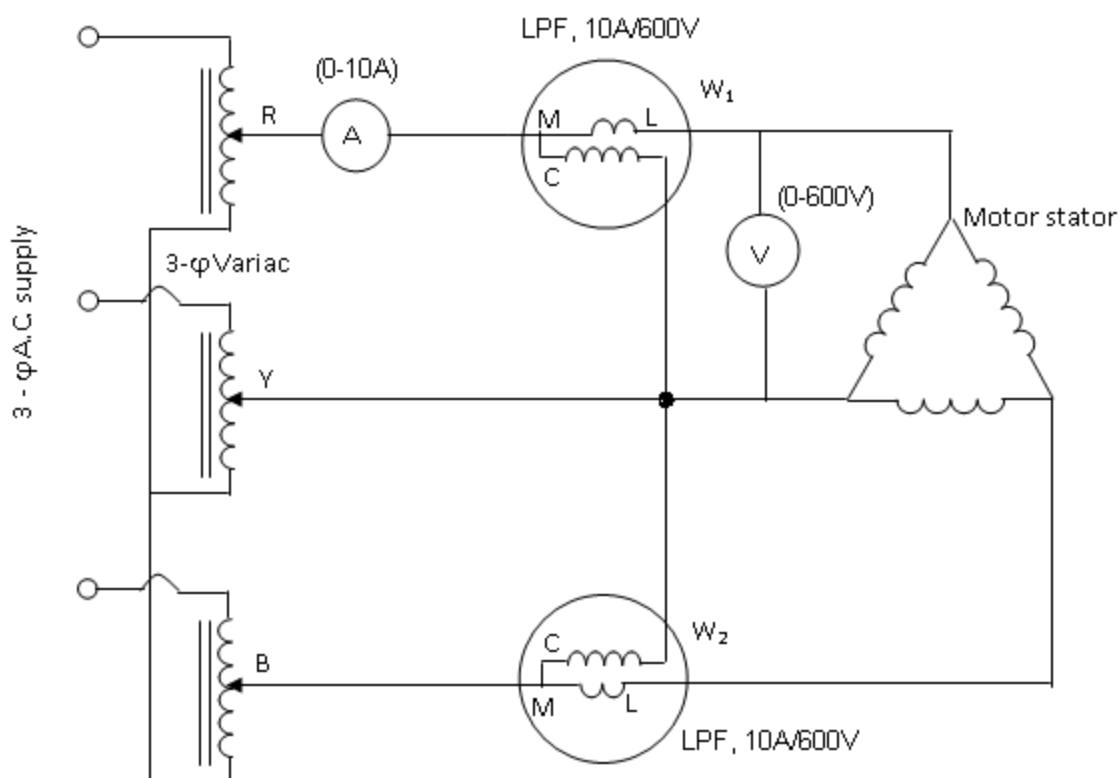 LPF, 10A/600V
(0-10A)
W₁
R
A
M
L
C
(0-600V)
V
Motor stator
3-φVariac
3 - φA.C. supply
Y
W₂
C
B
M
L
LPF, 10A/600V